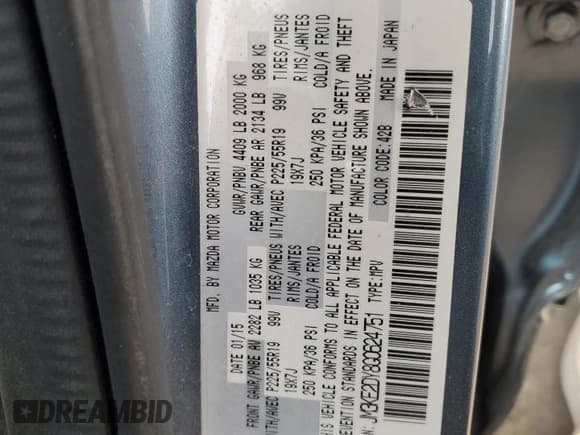 MFD. BY MAZDA MOTOR CORPORATION
DATE 01/15 GVWR/PNBV 4409 LB 2000 KG
FRONT GAWR/PNBE AV 2282 LB 1035 KG REAR GAWR/PNBE AR 2134 LB 968 KG
WITH/AVEC P225/55R19 99V TIRES/PNEUS WITH/AVEC P225/55R19 99V TIRES/PNEUS
19X7J RIMS/JANTES 19X7J RIMS/JANTES
250 KPA/36 PSI COLD/A FROID 250 KPA/36 PSI COLD/A FROID
THIS VEHICLE CONFORMS TO ALL APPLICABLE FEDERAL MOTOR VEHICLE SAFETY AND THEFT
PREVENTION STANDARDS IN EFFECT ON THE DATE OF MANUFACTURE SHOWN ABOVE.
JM3KE2DY8G0524751 TYPE:MPV COLOR CODE:42B MADE IN JAPAN
DREAMBID